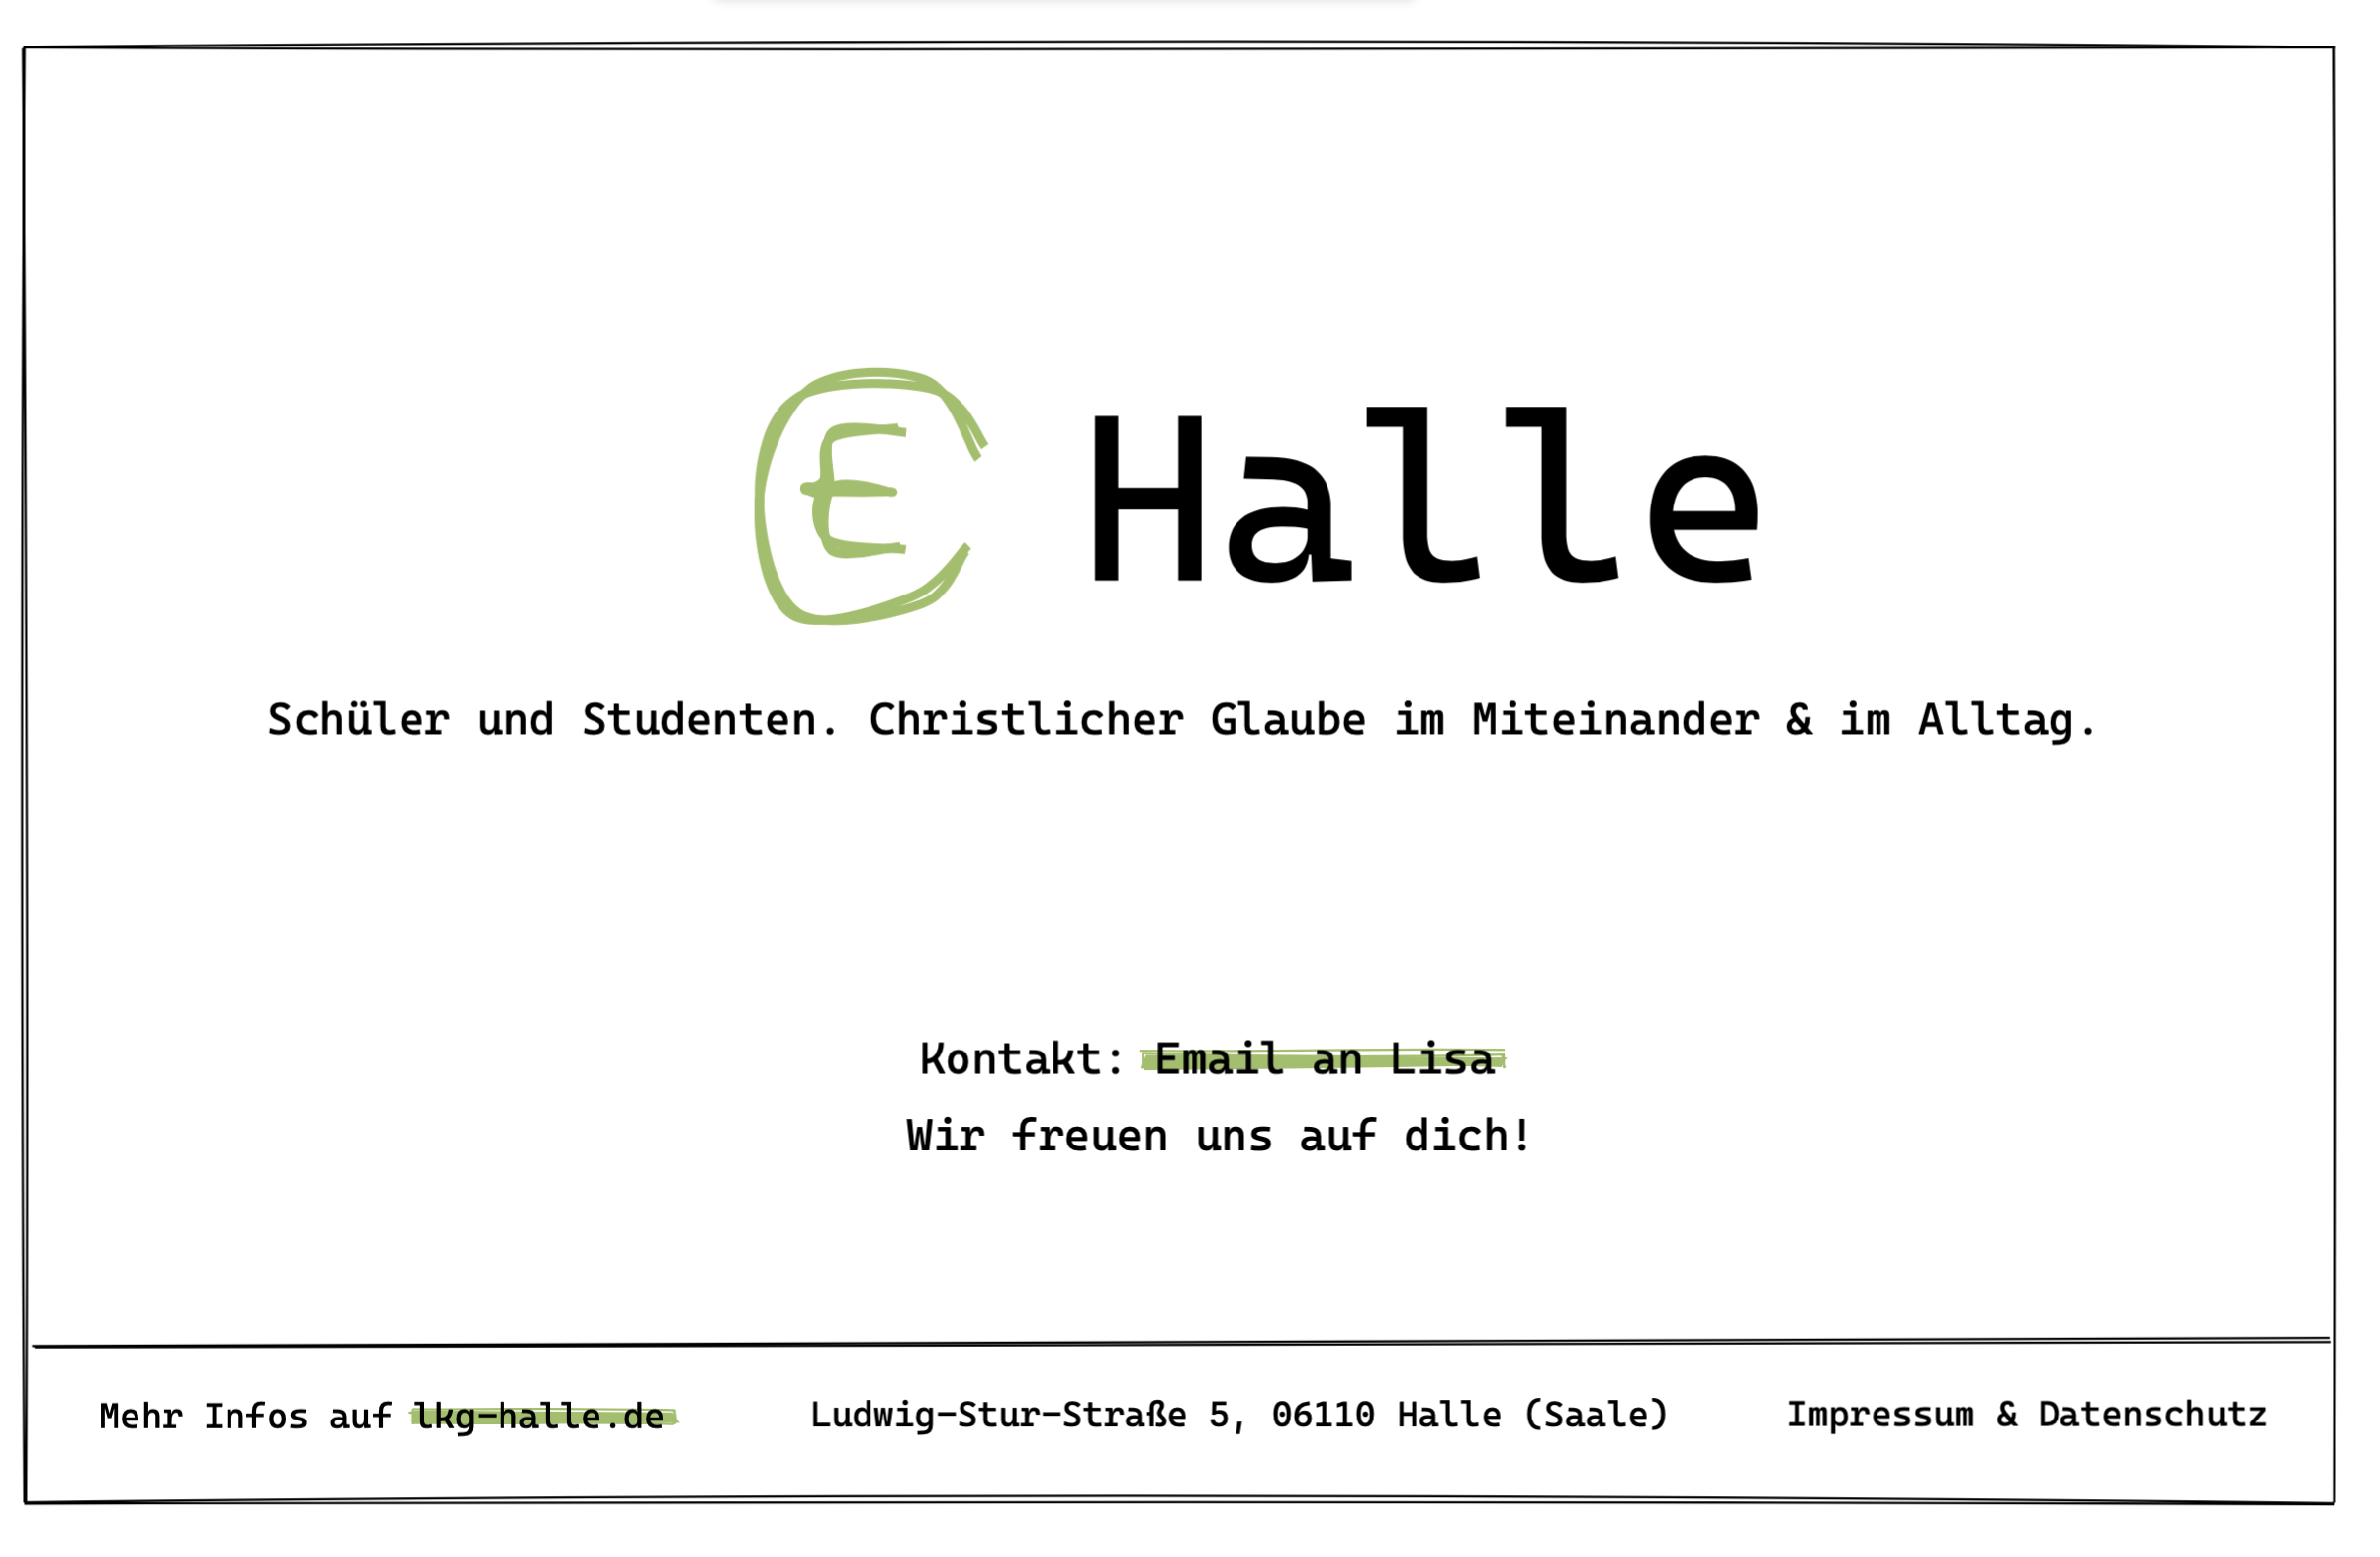 EC Halle
Schüler und Studenten. Christlicher Glaube im Miteinander & im Alltag.
Kontakt: Email an Lisa
Wir freuen uns auf dich!
Mehr Infos auf lkg-halle.de
Ludwig-Stur-Straße 5, 06110 Halle (Saale)
Impressum & Datenschutz